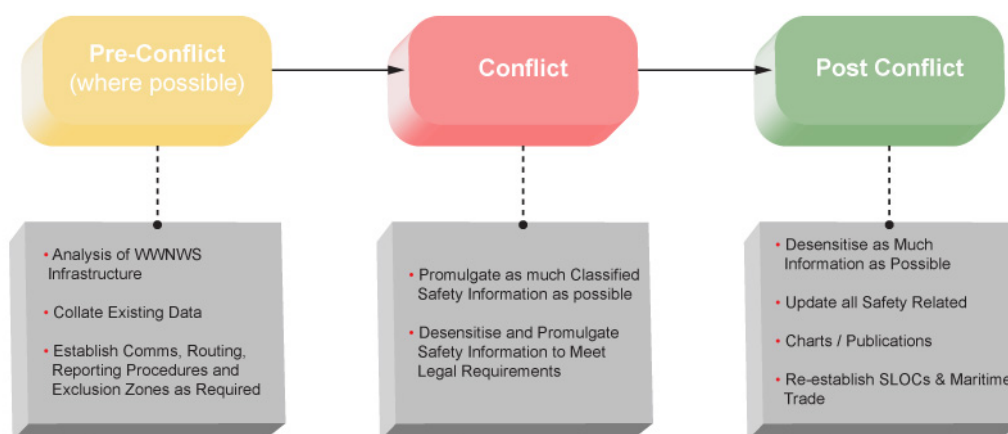 Pre-Conflict
(where possible)
Conflict
Post Conflict
• Analysis of WWNWS
Infrastructure
• Collate Existing Data
• Establish Comms, Routing,
Reporting Procedures and
Exclusion Zones as Required
• Promulgate as much Classified
Safety Information as possible
• Desensitise and Promulgate
Safety Information to Meet
Legal Requirements
• Desensitise as Much
Information as Possible
• Update all Safety Related
• Charts / Publications
• Re-establish SLOCs & Maritime
Trade